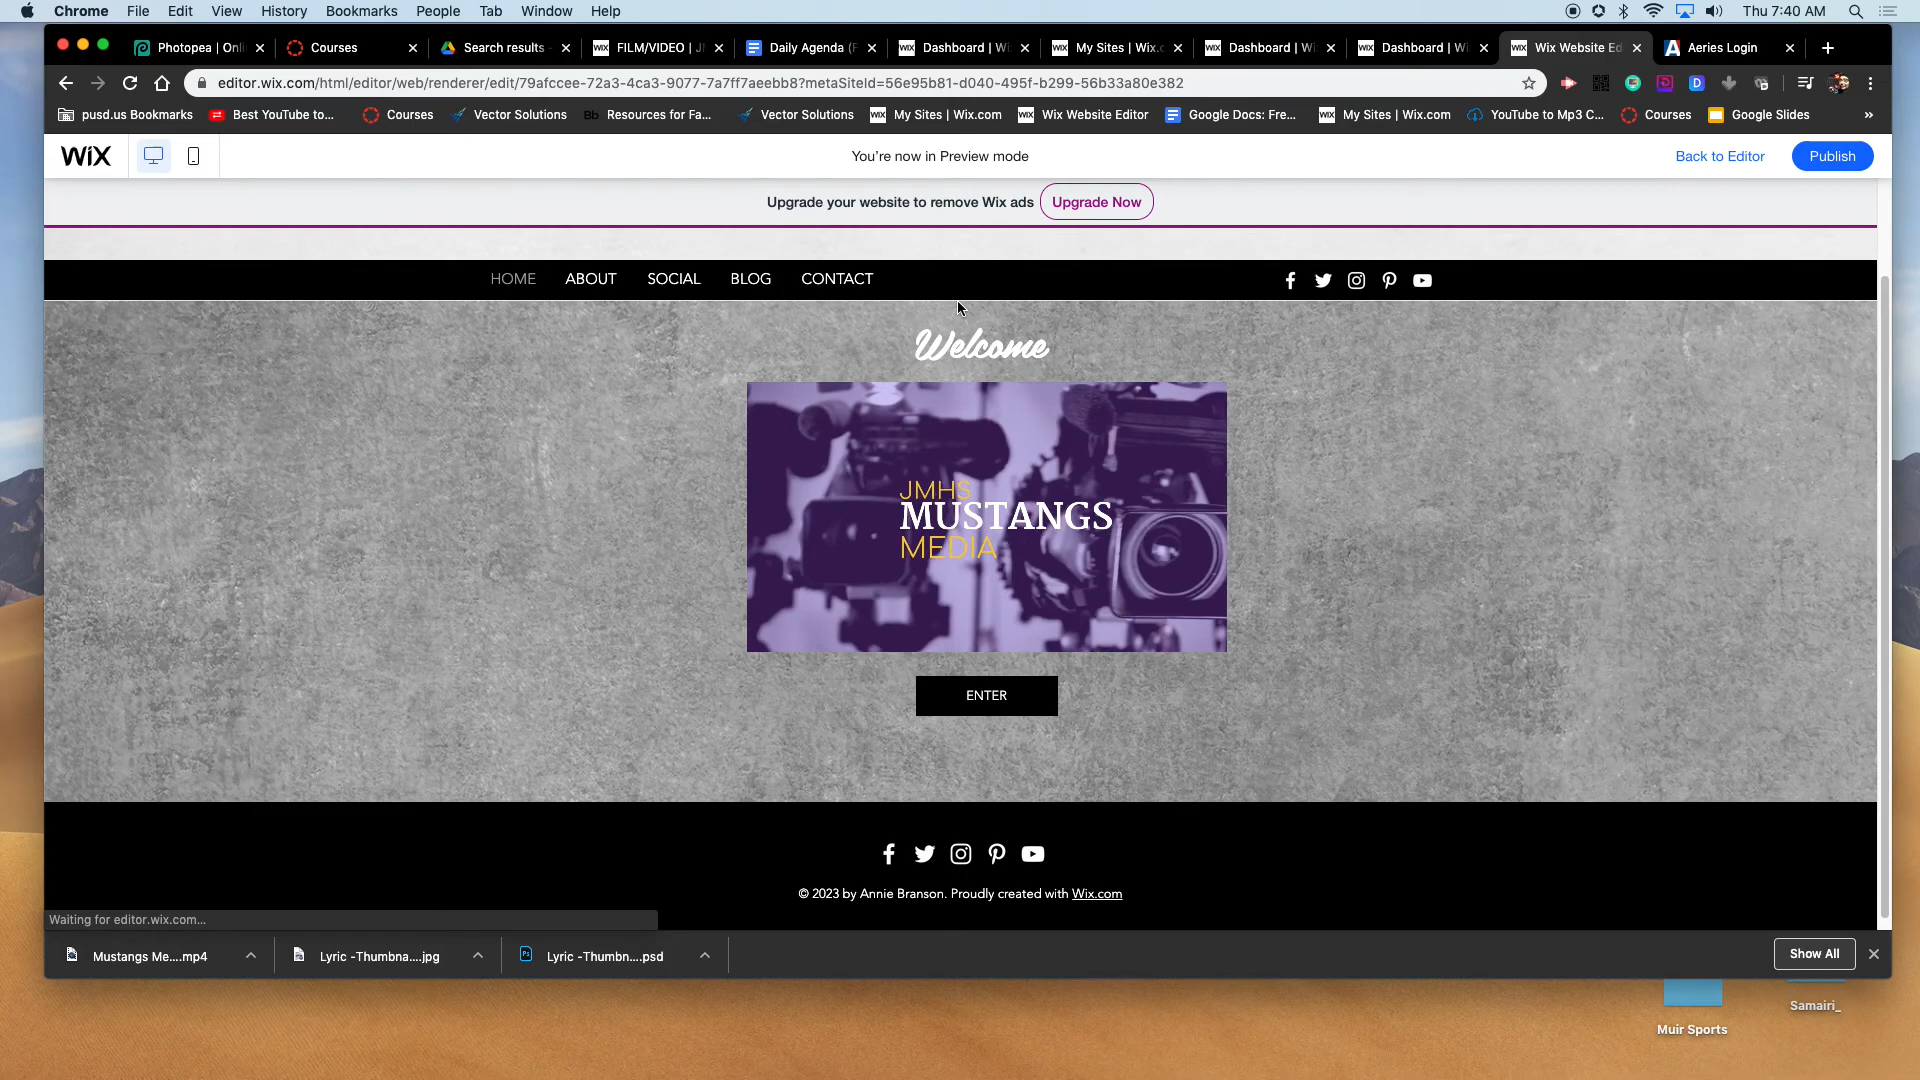 Chrome File Edit View History Bookmarks People Tab Window Help Thu 7:40 AM
Photopea | Onli Courses Search results - FILM/VIDEO | J Daily Agenda (F Dashboard | Wi My Sites | Wix.c Dashboard | Wi Dashboard | Wi Wix Website Ed Aeries Login
editor.wix.com/html/editor/web/renderer/edit/79afccee-72a3-4ca3-9077-7a7ff7aeebb8?metaSiteId=56e95b81-d040-495f-b299-56b33a80e382
pusd.us Bookmarks Best YouTube to... Courses Vector Solutions Bb Resources for Fa... Vector Solutions My Sites | Wix.com Wix Website Editor Google Docs: Fre... My Sites | Wix.com YouTube to Mp3 C... Courses Google Slides »
WiX You're now in Preview mode Back to Editor Publish
Upgrade your website to remove Wix ads Upgrade Now
HOME ABOUT SOCIAL BLOG CONTACT
Welcome
JMHS
MUSTANGS
MEDIA
ENTER
© 2023 by Annie Branson. Proudly created with Wix.com
Waiting for editor.wix.com...
Mustangs Me....mp4 Lyric -Thumbna....jpg Lyric -Thumbn....psd Show All
Samairi_
Muir Sports